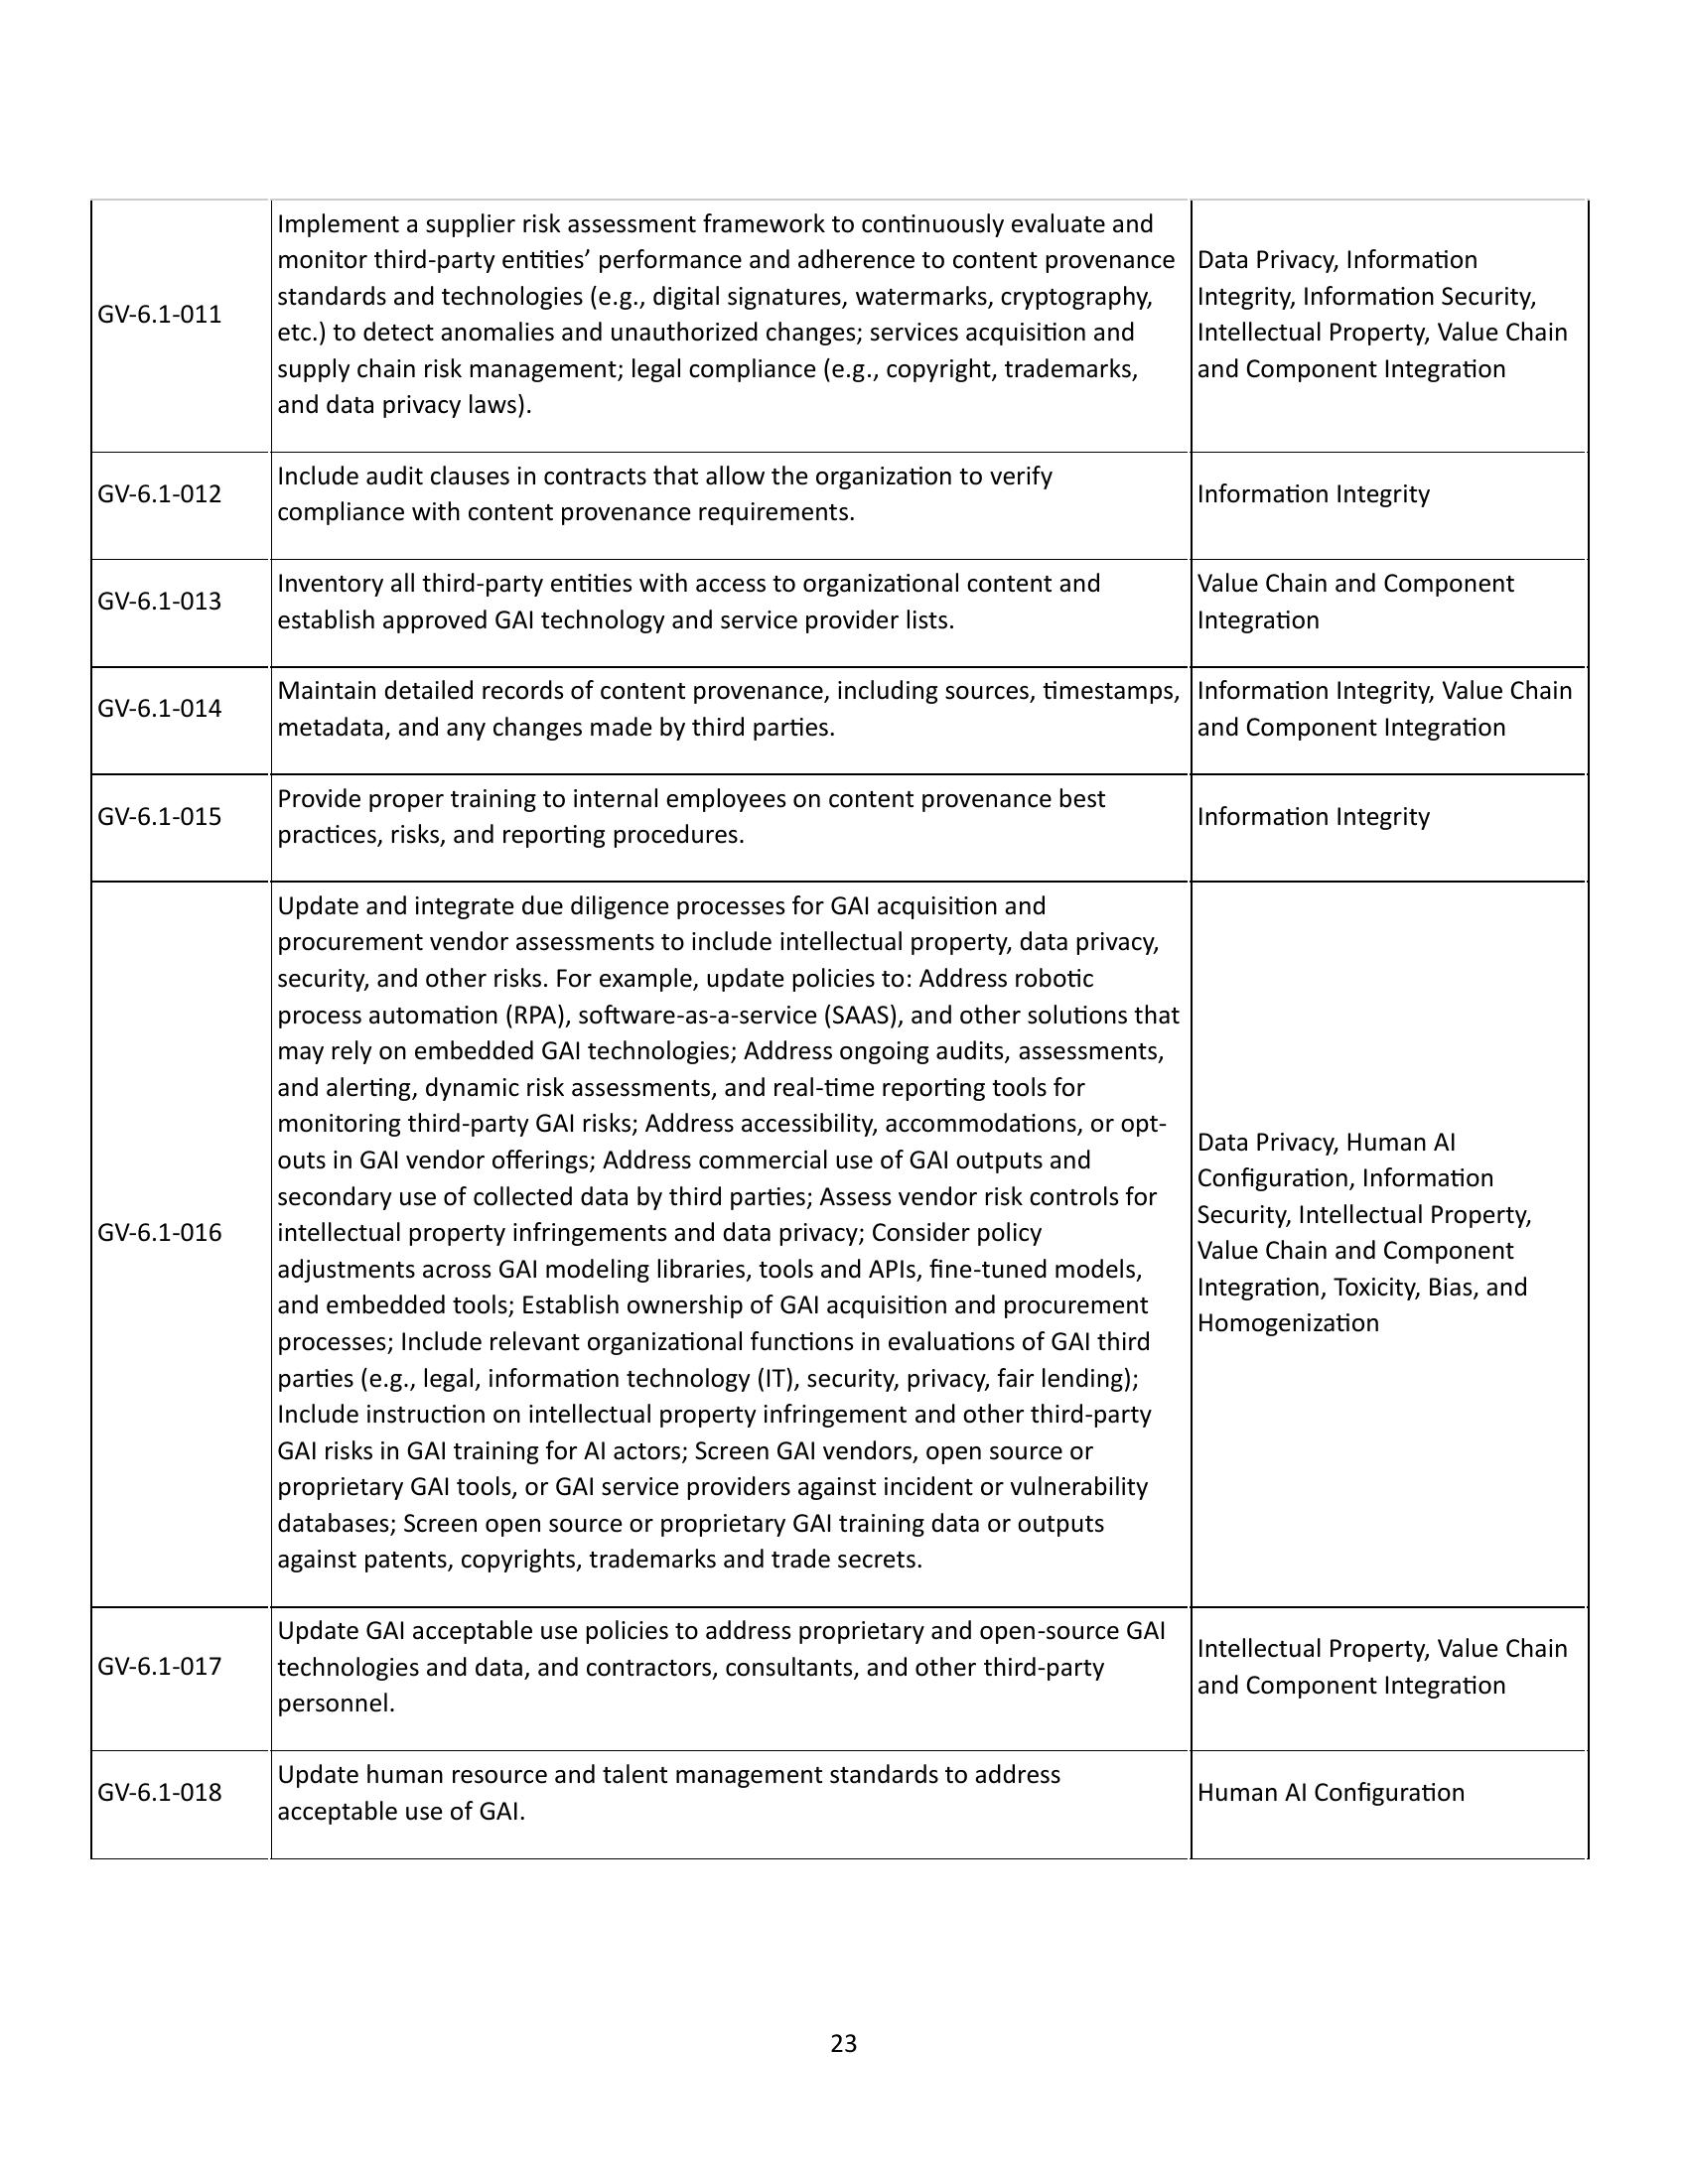 GV-6.1-011
Implement a supplier risk assessment framework to continuously evaluate and
monitor third-party entities’ performance and adherence to content provenance
standards and technologies (e.g., digital signatures, watermarks, cryptography,
etc.) to detect anomalies and unauthorized changes; services acquisition and
supply chain risk management; legal compliance (e.g., copyright, trademarks,
and data privacy laws).
Data Privacy, Information
Integrity, Information Security,
Intellectual Property, Value Chain
and Component Integration
GV-6.1-012
Include audit clauses in contracts that allow the organization to verify
compliance with content provenance requirements.
Information Integrity
GV-6.1-013
Inventory all third-party entities with access to organizational content and
establish approved GAI technology and service provider lists.
Value Chain and Component
Integration
GV-6.1-014
Maintain detailed records of content provenance, including sources, timestamps,
metadata, and any changes made by third parties.
Information Integrity, Value Chain
and Component Integration
GV-6.1-015
Provide proper training to internal employees on content provenance best
practices, risks, and reporting procedures.
Information Integrity
GV-6.1-016
Update and integrate due diligence processes for GAI acquisition and
procurement vendor assessments to include intellectual property, data privacy,
security, and other risks. For example, update policies to: Address robotic
process automation (RPA), software-as-a-service (SAAS), and other solutions that
may rely on embedded GAI technologies; Address ongoing audits, assessments,
and alerting, dynamic risk assessments, and real-time reporting tools for
monitoring third-party GAI risks; Address accessibility, accommodations, or opt-
outs in GAI vendor offerings; Address commercial use of GAI outputs and
secondary use of collected data by third parties; Assess vendor risk controls for
intellectual property infringements and data privacy; Consider policy
adjustments across GAI modeling libraries, tools and APIs, fine-tuned models,
and embedded tools; Establish ownership of GAI acquisition and procurement
processes; Include relevant organizational functions in evaluations of GAI third
parties (e.g., legal, information technology (IT), security, privacy, fair lending);
Include instruction on intellectual property infringement and other third-party
GAI risks in GAI training for AI actors; Screen GAI vendors, open source or
proprietary GAI tools, or GAI service providers against incident or vulnerability
databases; Screen open source or proprietary GAI training data or outputs
against patents, copyrights, trademarks and trade secrets.
Data Privacy, Human AI
Configuration, Information
Security, Intellectual Property,
Value Chain and Component
Integration, Toxicity, Bias, and
Homogenization
GV-6.1-017
Update GAI acceptable use policies to address proprietary and open-source GAI
technologies and data, and contractors, consultants, and other third-party
personnel.
Intellectual Property, Value Chain
and Component Integration
GV-6.1-018
Update human resource and talent management standards to address
acceptable use of GAI.
Human AI Configuration
23